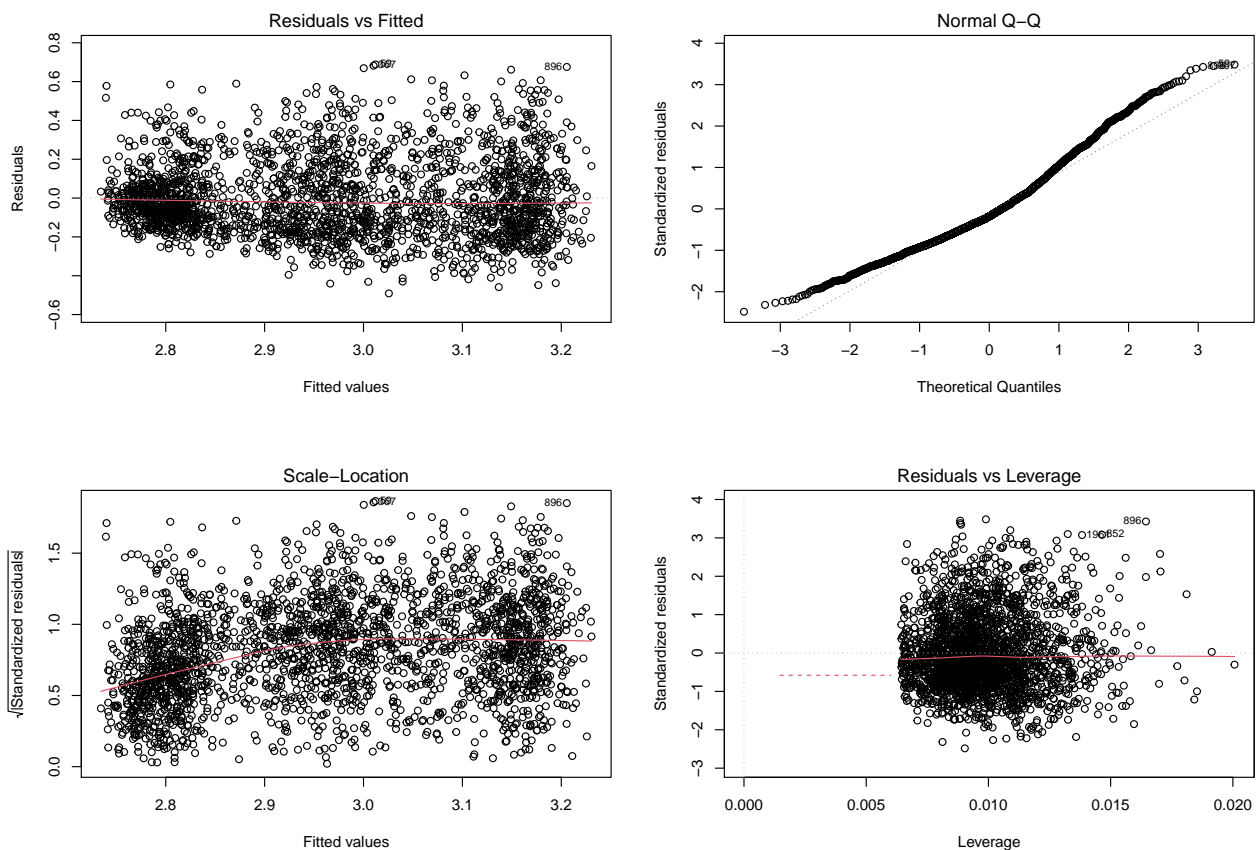 Residuals vs Fitted
Residuals
0.8
0.6
0.4
0.2
0.0
−0.2
−0.6
896
2.8 2.9 3.0 3.1 3.2
Fitted values
Normal Q−Q
Standardized residuals
4
3
2
1
0
−1
−2
−3 −2 −1 0 1 2 3
Theoretical Quantiles
Scale−Location
√|Standardized residuals|
1.5
1.0
0.5
0.0
896
2.8 2.9 3.0 3.1 3.2
Fitted values
Residuals vs Leverage
Standardized residuals
4
3
2
1
0
−1
−2
−3
896
0.000 0.005 0.010 0.015 0.020
Leverage